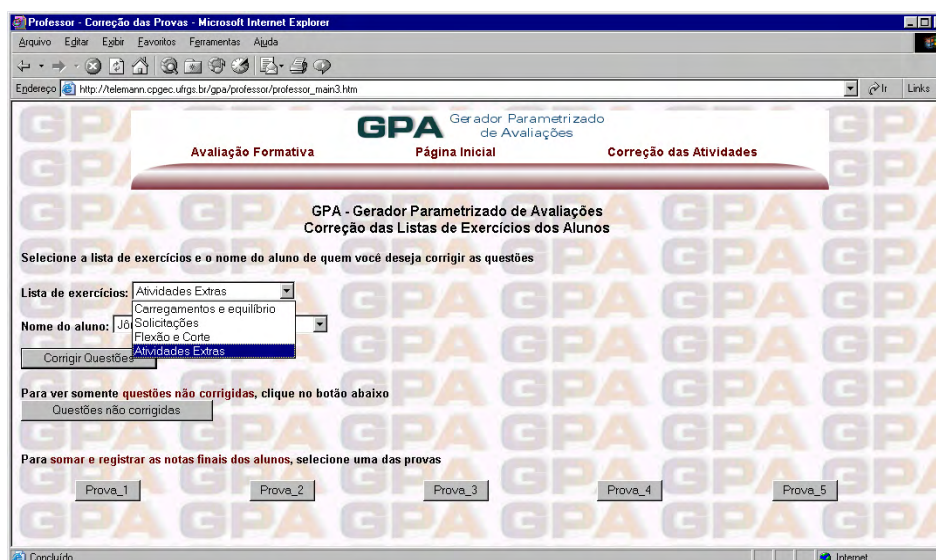 Professor - Correção das Provas - Microsoft Internet Explorer
Arquivo Editar Exibir Favoritos Ferramentas Ajuda
Endereço http://telemann.cpgec.ufrgs.br/gpa/professor/professor_main3.htm Ir Links
GPA Gerador Parametrizado
de Avaliações
Avaliação Formativa Página Inicial Correção das Atividades
GPA - Gerador Parametrizado de Avaliações
Correção das Listas de Exercícios dos Alunos
Selecione a lista de exercícios e o nome do aluno de quem você deseja corrigir as questões
Lista de exercícios: Atividades Extras
Carregamentos e equilíbrio
Nome do aluno: Solicitações
Flexão e Corte
Atividades Extras
Corrigir Questões
Para ver somente questões não corrigidas, clique no botão abaixo
Questões não corrigidas
Para somar e registrar as notas finais dos alunos, selecione uma das provas
Prova_1 Prova_2 Prova_3 Prova_4 Prova_5
Concluído Internet